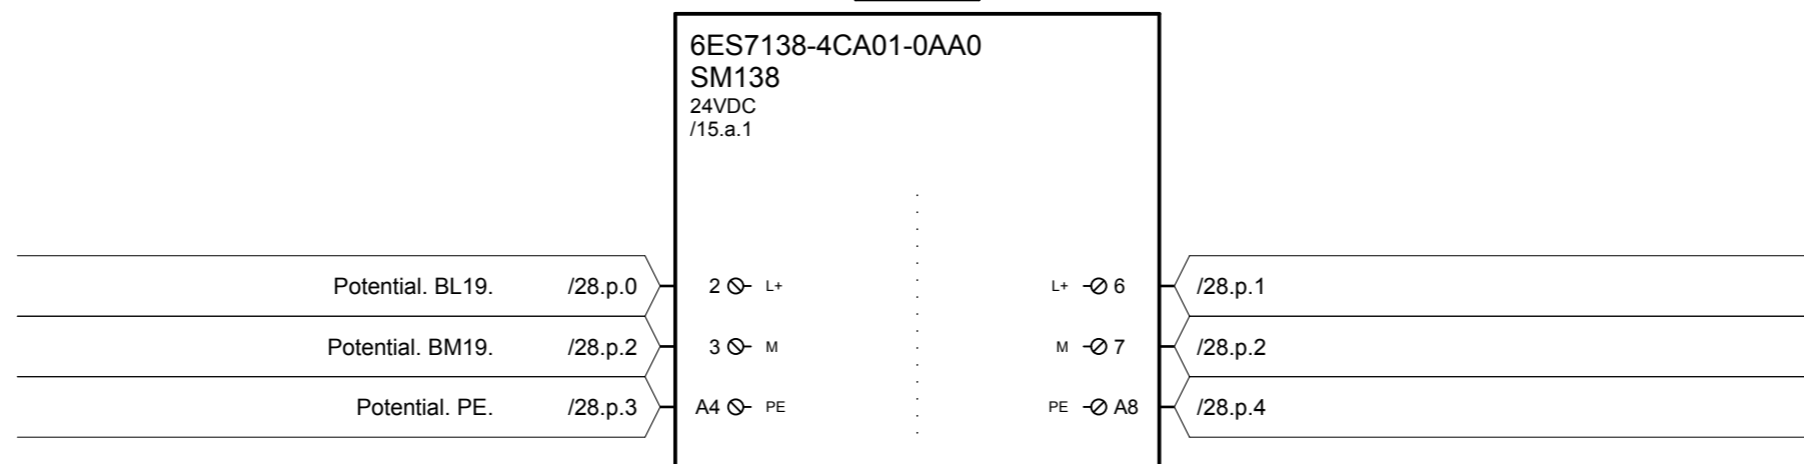 6ES7138-4CA01-0AA0
SM138
24VDC
/15.a.1
Potential. BL19. /28.p.0 2 L+ L+ 6 /28.p.1
Potential. BM19. /28.p.2 3 M M 7 /28.p.2
Potential. PE. /28.p.3 A4 PE PE A8 /28.p.4